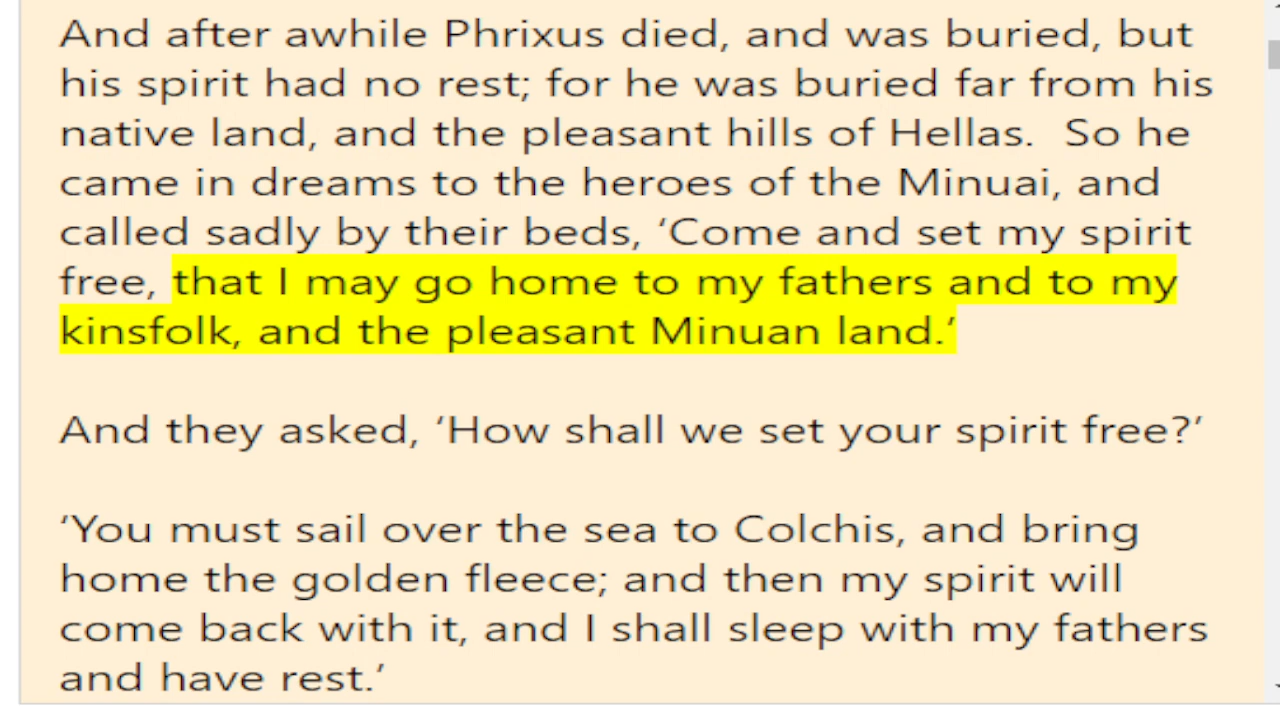 And after awhile Phrixus died, and was buried, but
his spirit had no rest; for he was buried far from his
native land, and the pleasant hills of Hellas.  So he
came in dreams to the heroes of the Minuai, and
called sadly by their beds, ‘Come and set my spirit
free, that I may go home to my fathers and to my
kinsfolk, and the pleasant Minuan land.’
And they asked, ‘How shall we set your spirit free?’
‘You must sail over the sea to Colchis, and bring
home the golden fleece; and then my spirit will
come back with it, and I shall sleep with my fathers
and have rest.’